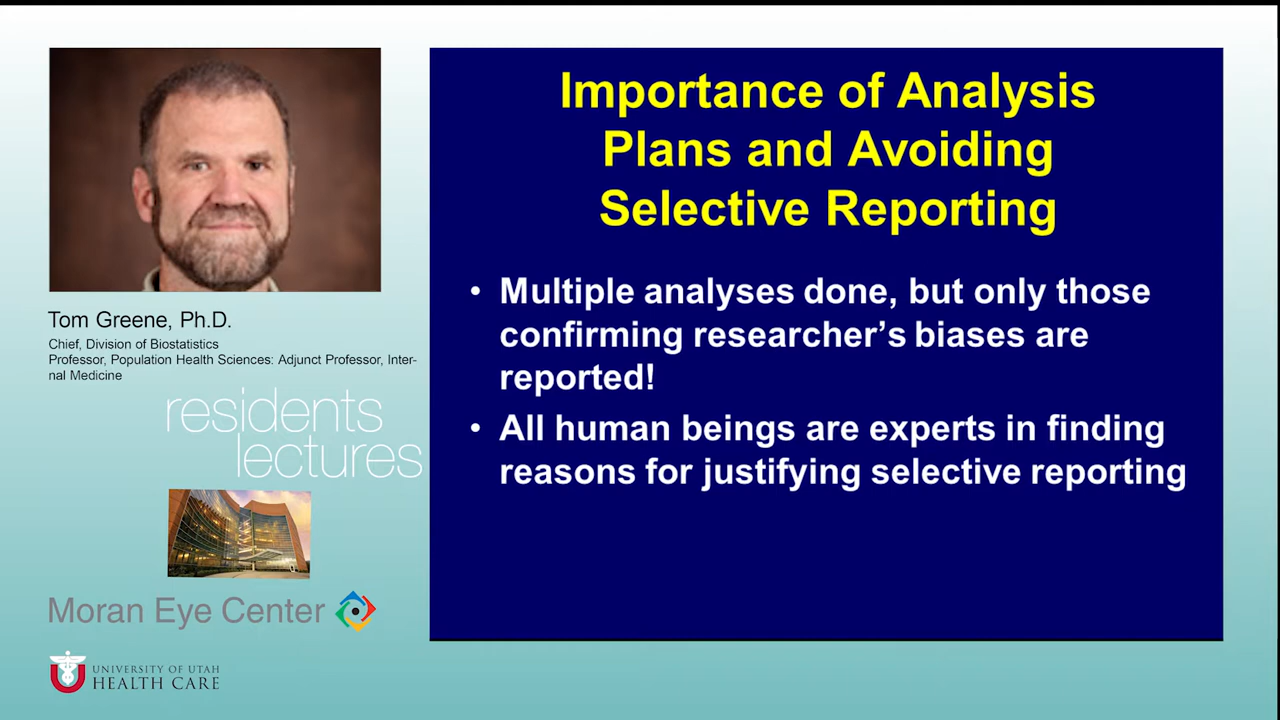 Importance of Analysis
Plans and Avoiding
Selective Reporting
• Multiple analyses done, but only those
confirming researcher's biases are
reported!
• All human beings are experts in finding
reasons for justifying selective reporting
Tom Greene, Ph.D.
Chief, Division of Biostatistics
Professor, Population Health Sciences: Adjunct Professor, Inter-
nal Medicine
residents
lectures
Moran Eye Center
UNIVERSITY OF UTAH
HEALTH CARE